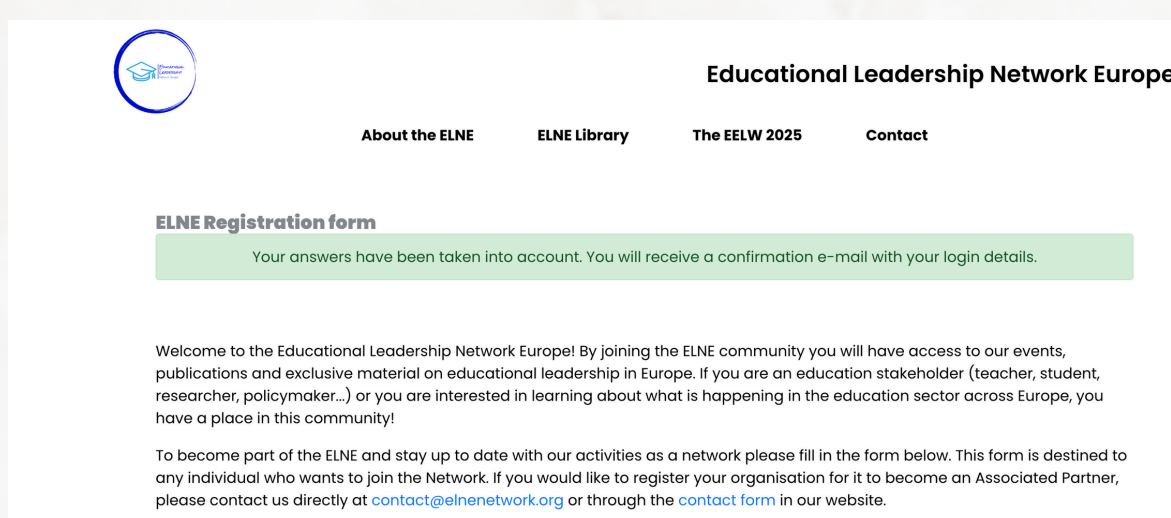 Educational
Leadership
Educational Leadership Network Europe
About the ELNE
ELNE Library
The EELW 2025
Contact
ELNE Registration form
Your answers have been taken into account. You will receive a confirmation e-mail with your login details.
Welcome to the Educational Leadership Network Europe! By joining the ELNE community you will have access to our events,
publications and exclusive material on educational leadership in Europe. If you are an education stakeholder (teacher, student,
researcher, policymaker...) or you are interested in learning about what is happening in the education sector across Europe, you
have a place in this community!
To become part of the ELNE and stay up to date with our activities as a network please fill in the form below. This form is destined to
any individual who wants to join the Network. If you would like to register your organisation for it to become an Associated Partner,
please contact us directly at contact@elnenetwork.org or through the contact form in our website.